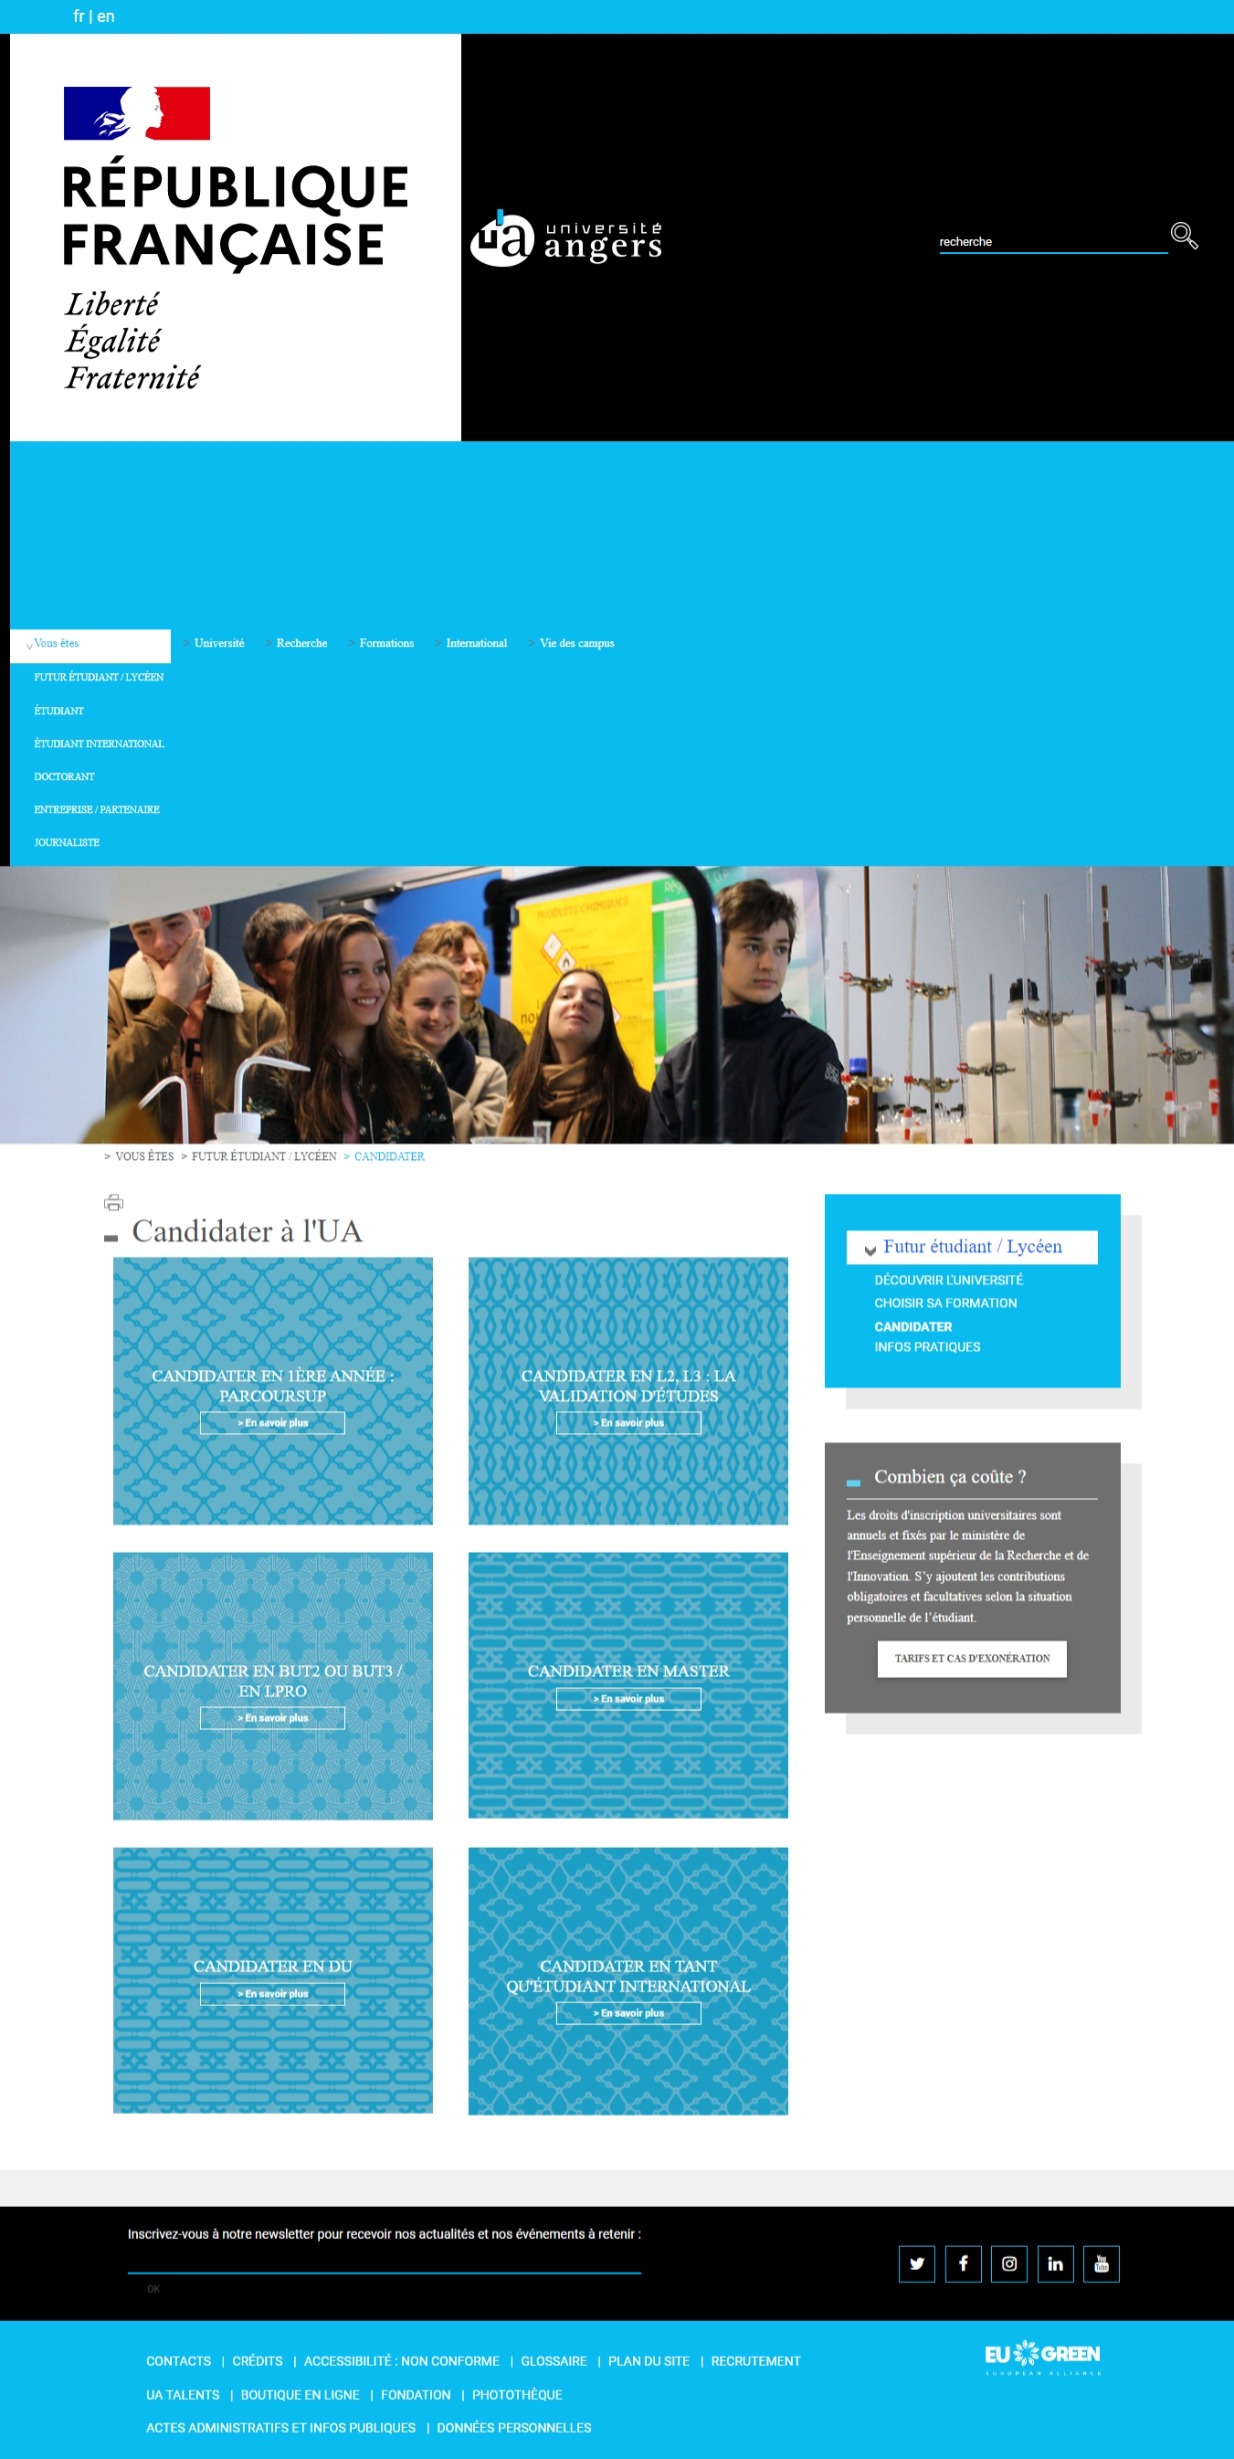 fr | en
RÉPUBLIQUE
FRANÇAISE
Liberté
Égalité
Fraternité
ua université
angers
recherche
Vous êtes > Université > Recherche > Formations > International > Vie des campus
FUTUR ÉTUDIANT / LYCÉEN
ÉTUDIANT
ÉTUDIANT INTERNATIONAL
DOCTORANT
ENTREPRISE / PARTENAIRE
JOURNALISTE
PRODUITS CHIMIQUES
> VOUS ÊTES > FUTUR ÉTUDIANT / LYCÉEN > CANDIDATER
Candidater à l'UA
CANDIDATER EN 1ÈRE ANNÉE :
PARCOURSUP
> En savoir plus
CANDIDATER EN L2, L3 : LA
VALIDATION D'ÉTUDES
> En savoir plus
CANDIDATER EN BUT2 OU BUT3 /
EN LPRO
> En savoir plus
CANDIDATER EN MASTER
> En savoir plus
CANDIDATER EN DU
> En savoir plus
CANDIDATER EN TANT
QU'ÉTUDIANT INTERNATIONAL
> En savoir plus
Futur étudiant / Lycéen
DÉCOUVRIR L'UNIVERSITÉ
CHOISIR SA FORMATION
CANDIDATER
INFOS PRATIQUES
Combien ça coûte ?
Les droits d'inscription universitaires sont
annuels et fixés par le ministère de
l'Enseignement supérieur de la Recherche et de
l'Innovation. S'y ajoutent les contributions
obligatoires et facultatives selon la situation
personnelle de l'étudiant.
TARIFS ET CAS D'EXONÉRATION
Inscrivez-vous à notre newsletter pour recevoir nos actualités et nos événements à retenir :
OK
You Tube
CONTACTS | CRÉDITS | ACCESSIBILITÉ : NON CONFORME | GLOSSAIRE | PLAN DU SITE | RECRUTEMENT
UA TALENTS | BOUTIQUE EN LIGNE | FONDATION | PHOTOTHÈQUE
ACTES ADMINISTRATIFS ET INFOS PUBLIQUES | DONNÉES PERSONNELLES
EU GREEN
EUROPEAN ALLIANCE